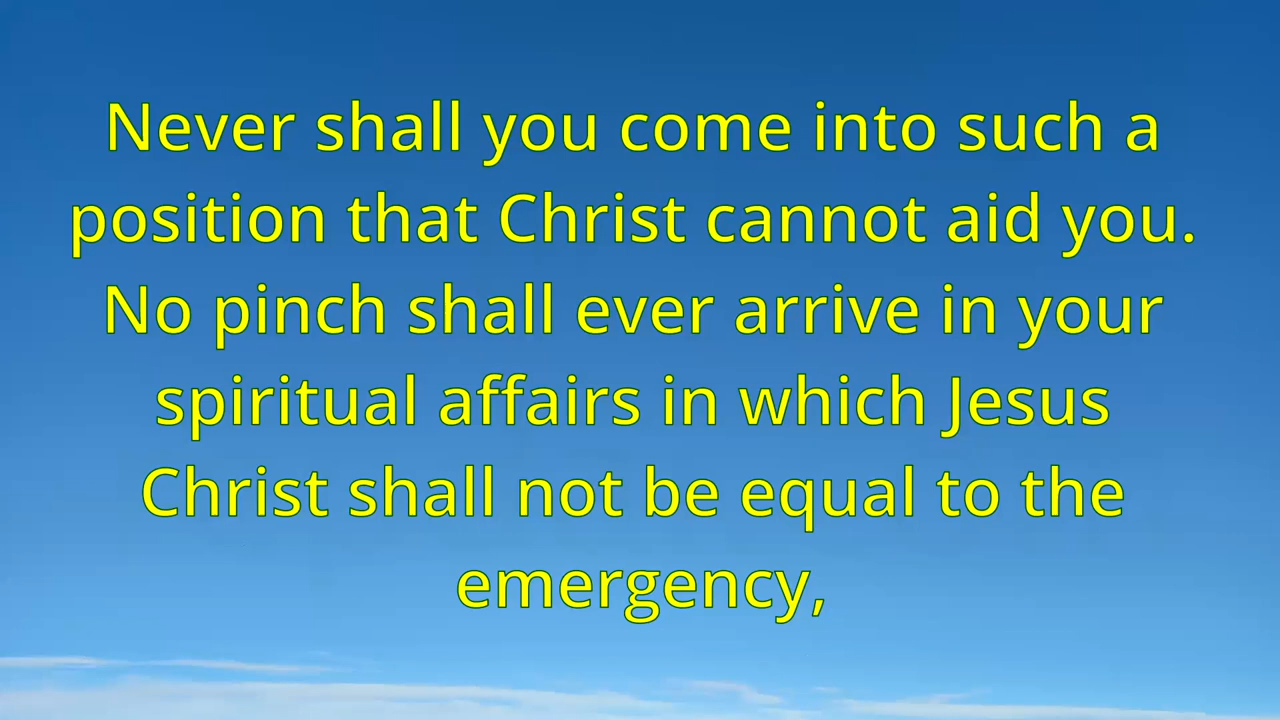 Never shall you come into such a
position that Christ cannot aid you.
No pinch shall ever arrive in your
spiritual affairs in which Jesus
Christ shall not be equal to the
emergency,